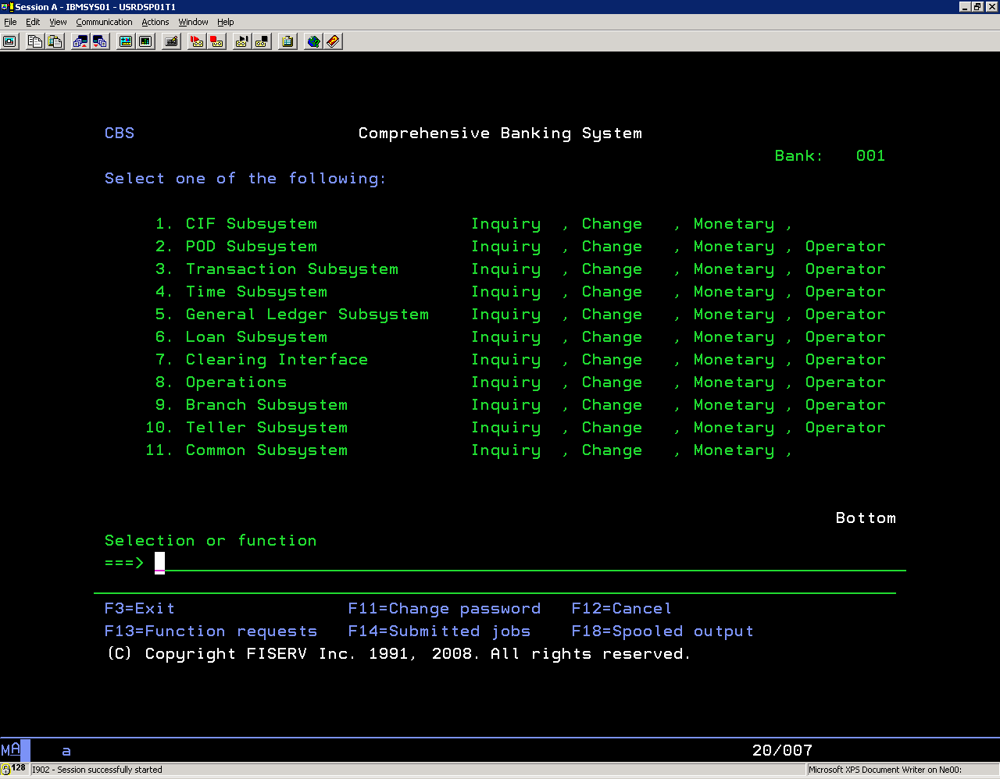 Session A - IBMSYS01 - USRDSP01T1
File Edit View Communication Actions Window Help
CBS Comprehensive Banking System
Bank: 001
Select one of the following:
1. CIF Subsystem Inquiry , Change , Monetary ,
2. POD Subsystem Inquiry , Change , Monetary , Operator
3. Transaction Subsystem Inquiry , Change , Monetary , Operator
4. Time Subsystem Inquiry , Change , Monetary , Operator
5. General Ledger Subsystem Inquiry , Change , Monetary , Operator
6. Loan Subsystem Inquiry , Change , Monetary , Operator
7. Clearing Interface Inquiry , Change , Monetary , Operator
8. Operations Inquiry , Change , Monetary , Operator
9. Branch Subsystem Inquiry , Change , Monetary , Operator
10. Teller Subsystem Inquiry , Change , Monetary , Operator
11. Common Subsystem Inquiry , Change , Monetary ,
Bottom
Selection or function
===>
F3=Exit F11=Change password F12=Cancel
F13=Function requests F14=Submitted jobs F18=Spooled output
(C) Copyright FISERV Inc. 1991, 2008. All rights reserved.
MA a 20/007
128 I902 - Session successfully started Microsoft XPS Document Writer on Ne00: